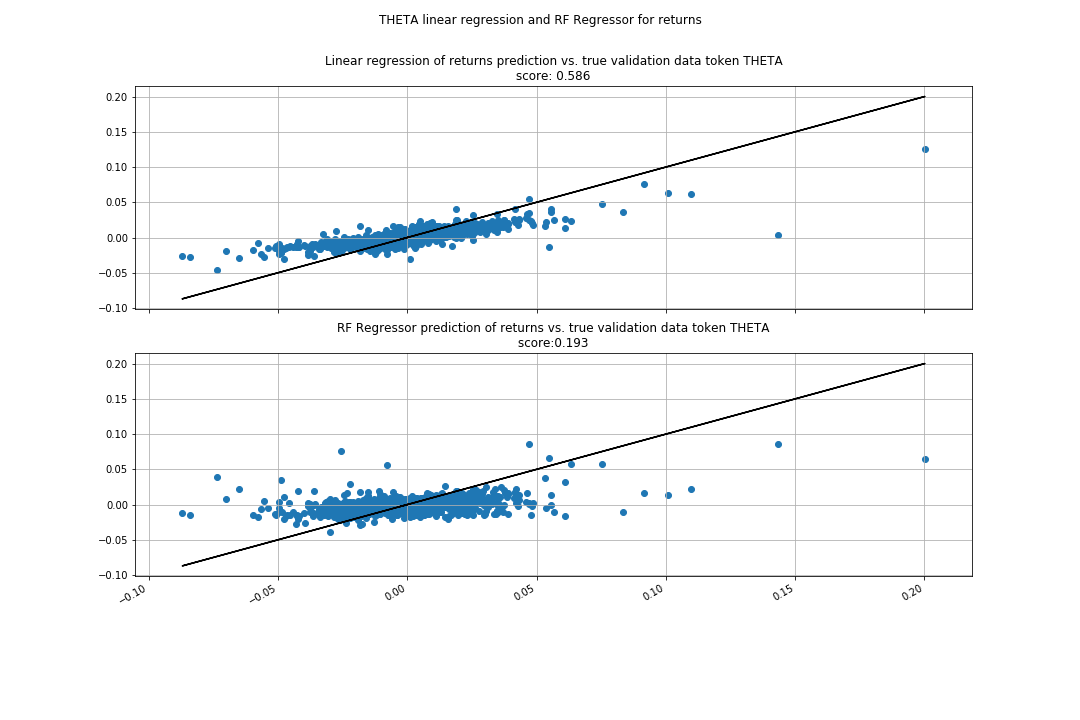 THETA linear regression and RF Regressor for returns
Linear regression of returns prediction vs. true validation data token THETA
score: 0.586
0.20
0.15
0.10
0.05
0.00
−0.05
−0.10
RF Regressor prediction of returns vs. true validation data token THETA
score:0.193
0.20
0.15
0.10
0.05
0.00
−0.05
−0.10
−0.10 −0.05 0.00 0.05 0.10 0.15 0.20